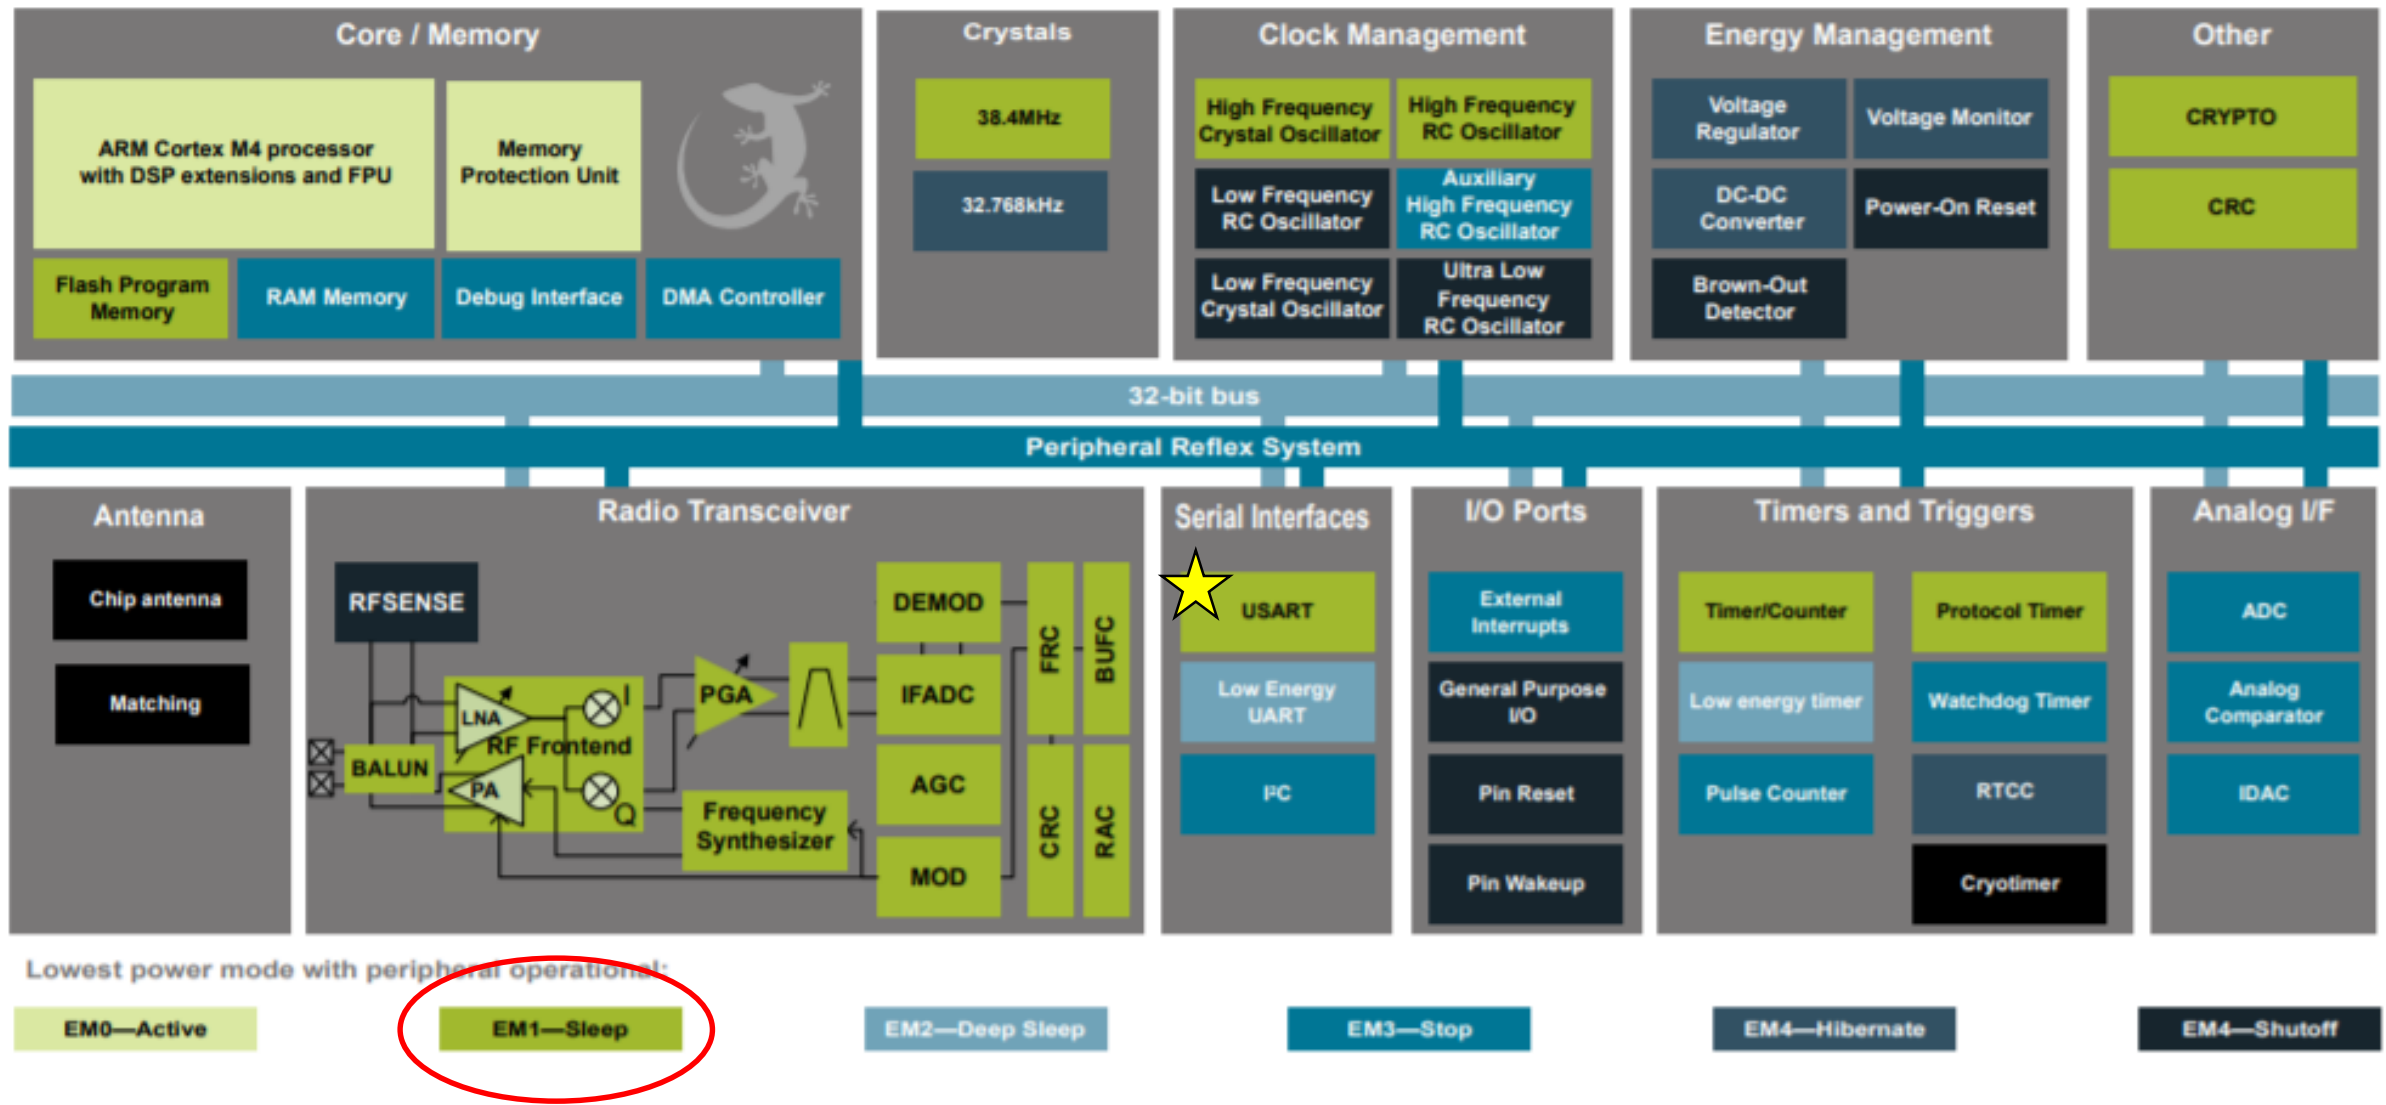 Core / Memory
ARM Cortex M4 processor
with DSP extensions and FPU
Memory
Protection Unit
Flash Program
Memory
RAM Memory
Debug Interface
DMA Controller
Crystals
38.4MHz
32.768kHz
Clock Management
High Frequency
Crystal Oscillator
High Frequency
RC Oscillator
Low Frequency
RC Oscillator
Auxiliary
High Frequency
RC Oscillator
Low Frequency
Crystal Oscillator
Ultra Low
Frequency
RC Oscillator
Energy Management
Voltage
Regulator
Voltage Monitor
DC-DC
Converter
Power-On Reset
Brown-Out
Detector
Other
CRYPTO
CRC
32-bit bus
Peripheral Reflex System
Antenna
Chip antenna
Matching
Radio Transceiver
RFSENSE
LNA
I
RF Frontend
BALUN
PA
Q
PGA
Frequency
Synthesizer
DEMOD
IFADC
AGC
MOD
FRC
BUFC
CRC
RAC
Serial Interfaces
USART
Low Energy
UART
I²C
I/O Ports
External
Interrupts
General Purpose
I/O
Pin Reset
Pin Wakeup
Timers and Triggers
Timer/Counter
Protocol Timer
Low energy timer
Watchdog Timer
Pulse Counter
RTCC
Cryotimer
Analog I/F
ADC
Analog
Comparator
IDAC
Lowest power mode with peripheral operational:
EM0—Active
EM1—Sleep
EM2—Deep Sleep
EM3—Stop
EM4—Hibernate
EM4—Shutoff